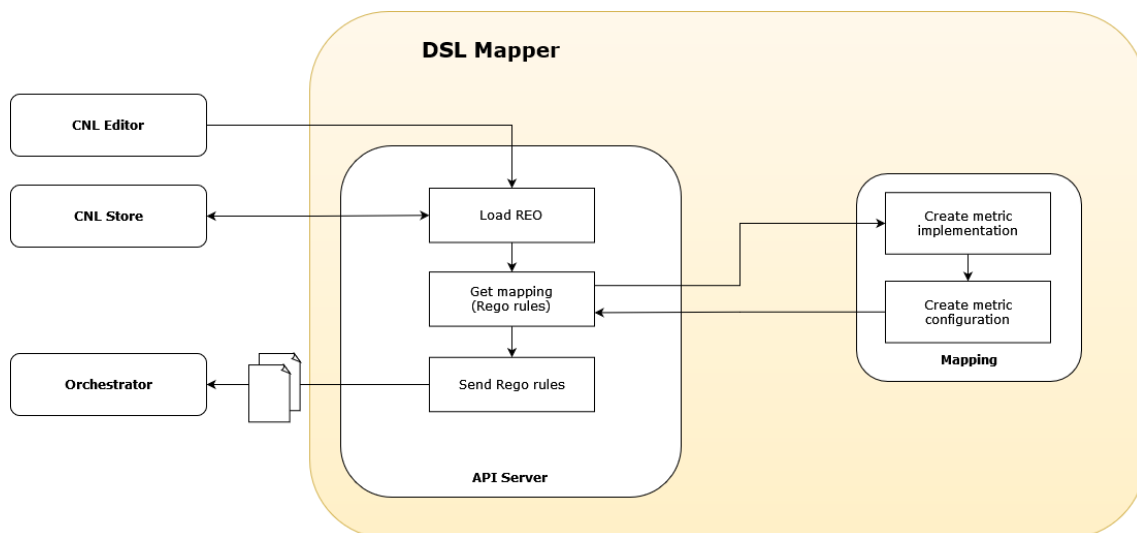 DSL Mapper
CNL Editor
CNL Store
Load REO
Create metric
implementation
Get mapping
(Rego rules)
Create metric
configuration
Mapping
Orchestrator
Send Rego rules
API Server